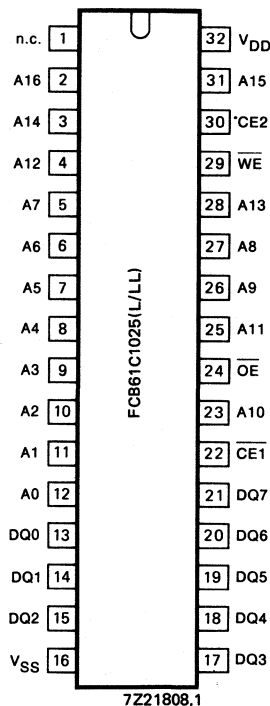 n.c. 1 32 VDD
A16 2 31 A15
A14 3 30 CE2
A12 4 29 W̅E̅
A7 5 28 A13
A6 6 27 A8
A5 7 26 A9
A4 8 25 A11
A3 9 24 O̅E̅
A2 10 23 A10
A1 11 22 C̅E̅1̅
A0 12 21 DQ7
DQ0 13 20 DQ6
DQ1 14 19 DQ5
DQ2 15 18 DQ4
VSS 16 17 DQ3
FCB61C1025(L/LL)
7Z21808.1